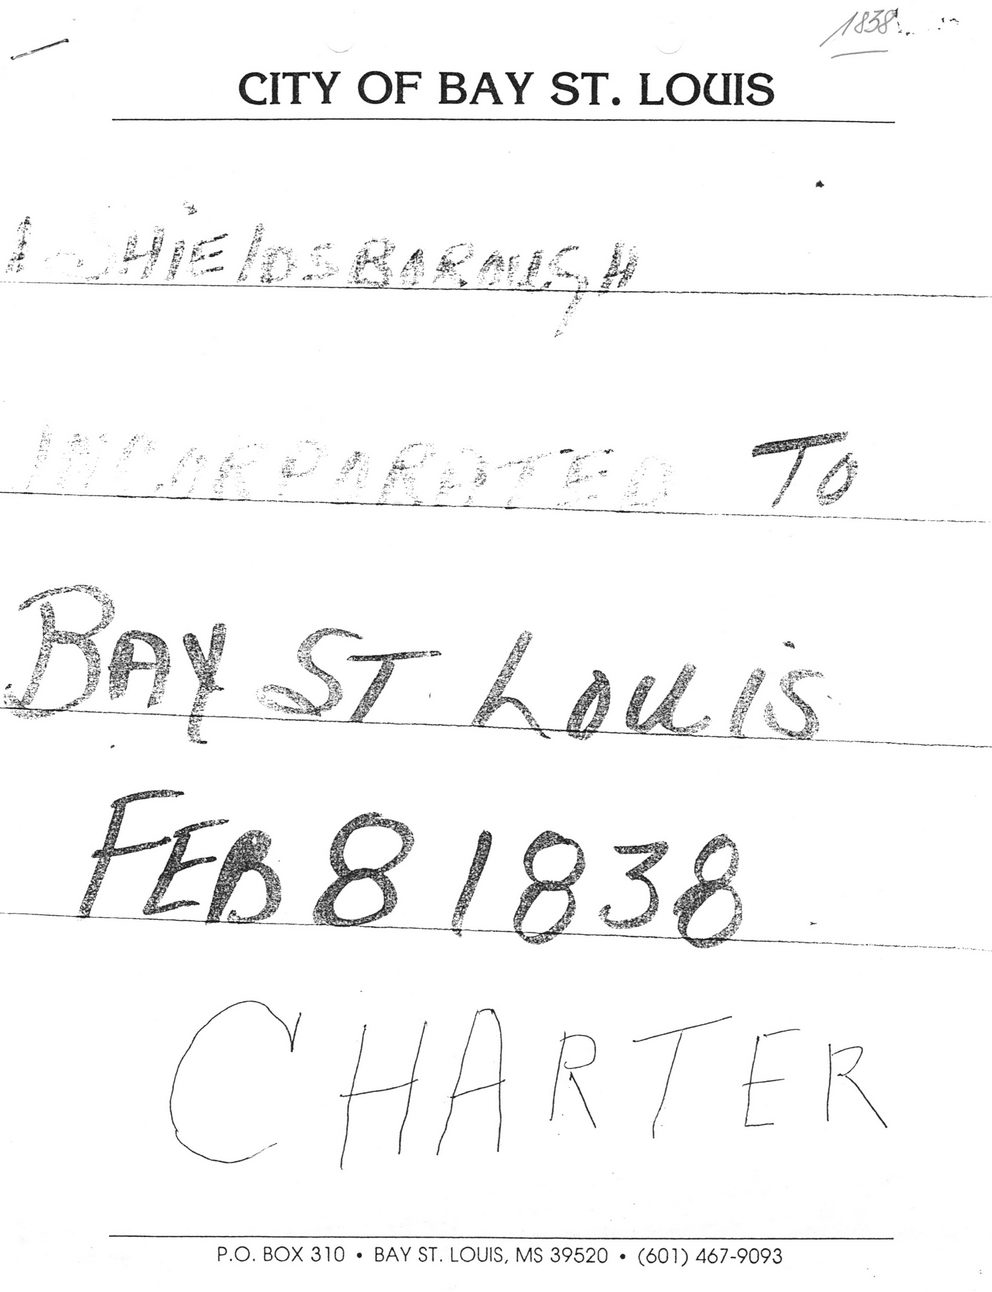 1838
CITY OF BAY ST. LOUIS
SHIElDSBOROUGH
INCORPORATED TO
BAY ST LOUIS
FEB 8 1838
CHARTER
P.O. BOX 310 • BAY ST. LOUIS, MS 39520 • (601) 467-9093